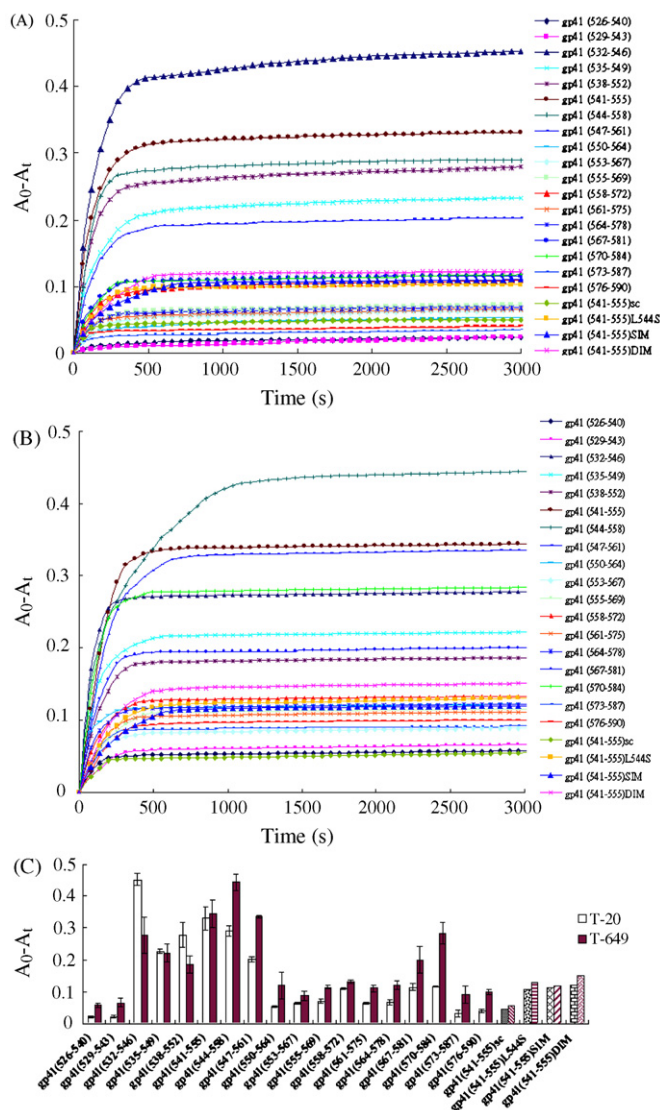 (A)
0.5
0.4
0.3
0.2
0.1
0
A₀-Aₜ
0 500 1000 1500 2000 2500 3000
Time (s)
gp41 (526-540)
gp41 (529-543)
gp41 (532-546)
gp41 (535-549)
gp41 (538-552)
gp41 (541-555)
gp41 (544-558)
gp41 (547-561)
gp41 (550-564)
gp41 (553-567)
gp41 (555-569)
gp41 (558-572)
gp41 (561-575)
gp41 (564-578)
gp41 (567-581)
gp41 (570-584)
gp41 (573-587)
gp41 (576-590)
gp41 (541-555)sc
gp41 (541-555)L544S
gp41 (541-555)SIM
gp41 (541-555)DIM
(B)
0.5
0.4
0.3
0.2
0.1
0
A₀-Aₜ
0 500 1000 1500 2000 2500 3000
Time (s)
gp41 (526-540)
gp41 (529-543)
gp41 (532-546)
gp41 (535-549)
gp41 (538-552)
gp41 (541-555)
gp41 (544-558)
gp41 (547-561)
gp41 (550-564)
gp41 (553-567)
gp41 (555-569)
gp41 (558-572)
gp41 (561-575)
gp41 (564-578)
gp41 (567-581)
gp41 (570-584)
gp41 (573-587)
gp41 (576-590)
gp41 (541-555)sc
gp41 (541-555)L544S
gp41 (541-555)SIM
gp41 (541-555)DIM
(C)
0.5
0.4
0.3
0.2
0.1
0
A₀-Aₜ
T-20
T-649
gp41(526-540)
gp41(529-543)
gp41(532-546)
gp41(535-549)
gp41(538-552)
gp41(541-585)
gp41(544-558)
gp41(547-561)
gp41(550-564)
gp41(553-567)
gp41(555-569)
gp41(558-572)
gp41(561-575)
gp41(564-578)
gp41(567-581)
gp41(570-584)
gp41(573-587)
gp41(576-590)
gp41(541-555)sc
gp41(541-555)L544S
gp41(541-555)SIM
gp41(541-555)DIM